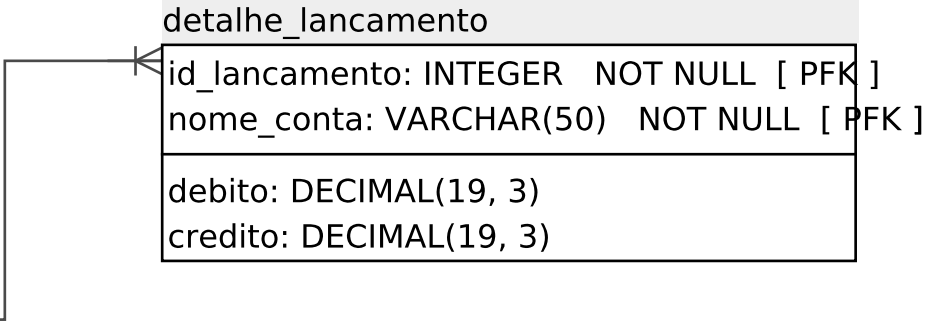 detalhe_lancamento
id_lancamento: INTEGER   NOT NULL  [ PFK ]
nome_conta: VARCHAR(50)   NOT NULL  [ PFK ]
debito: DECIMAL(19, 3)
credito: DECIMAL(19, 3)